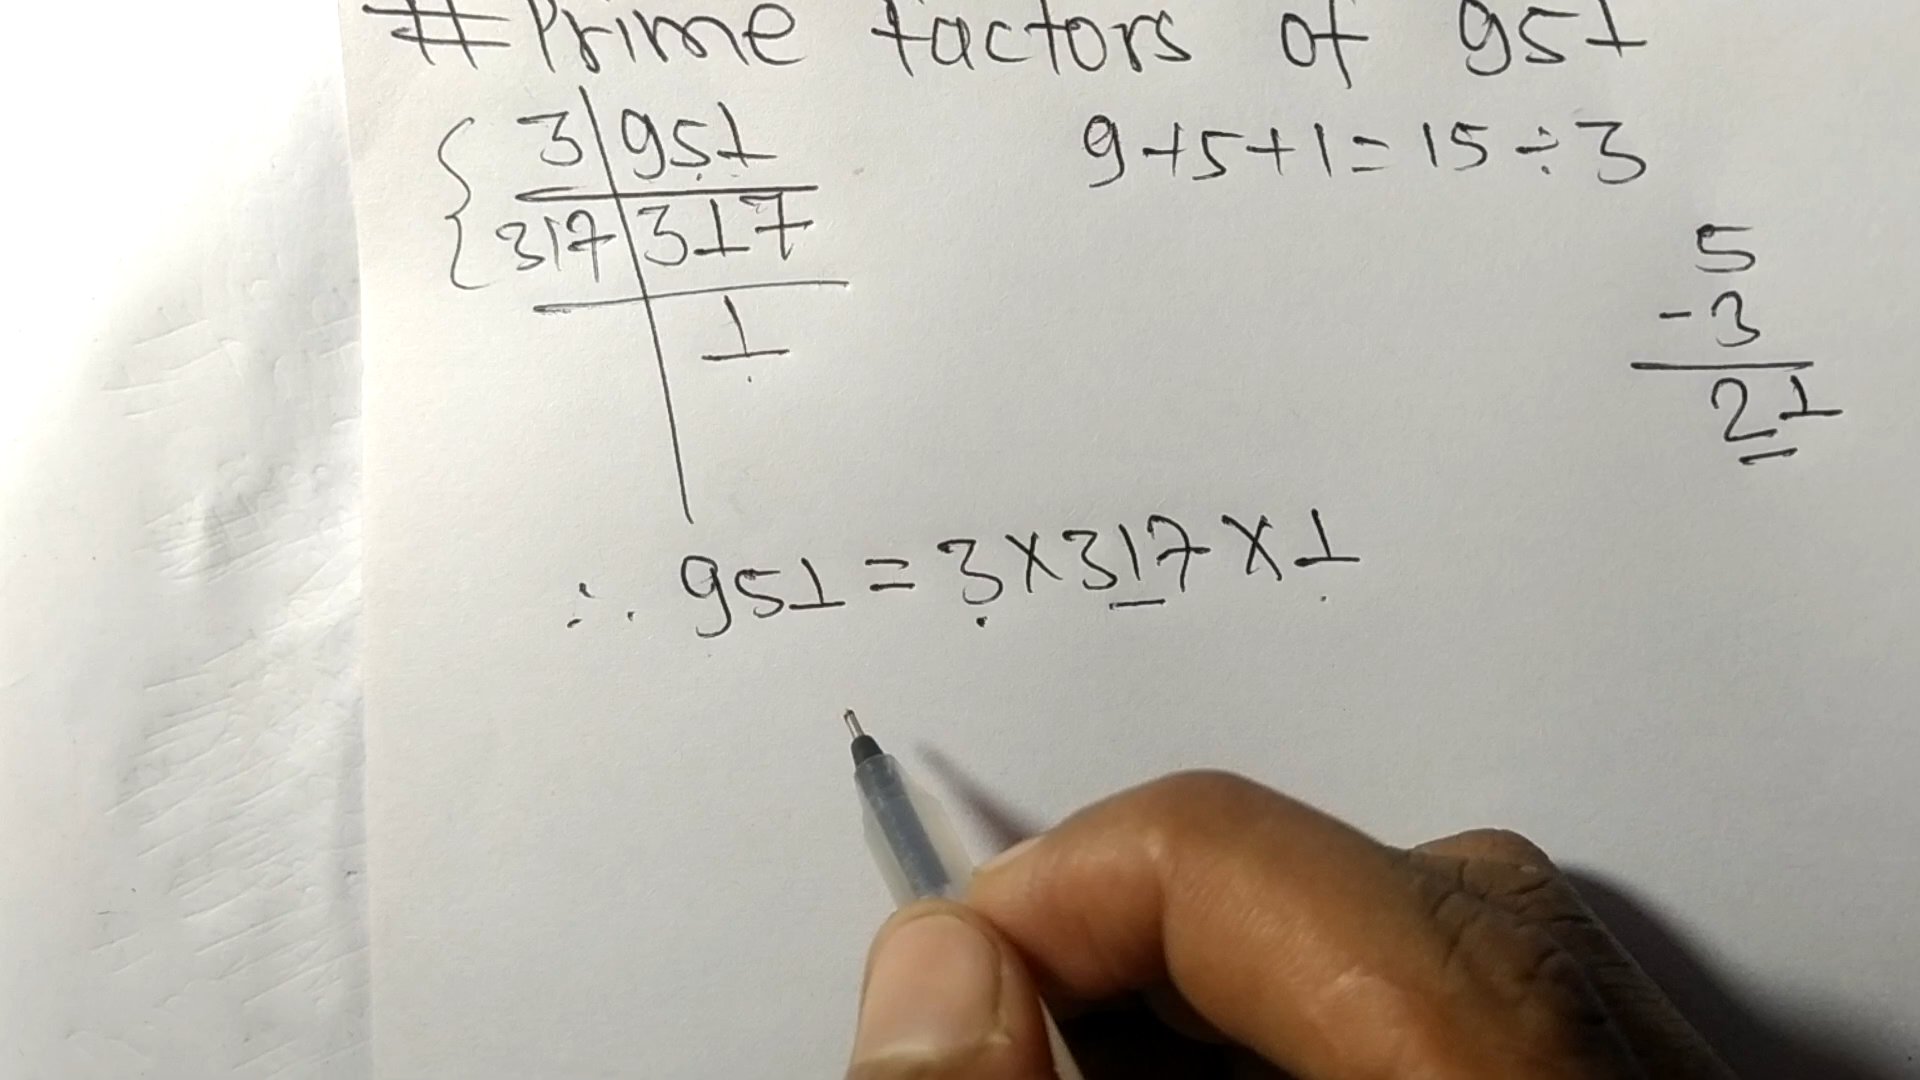 # Prime factors of 951
3 | 951
317 | 317
1
9+5+1=15÷3
5
-3
21
∴ 951 = 3×317×1